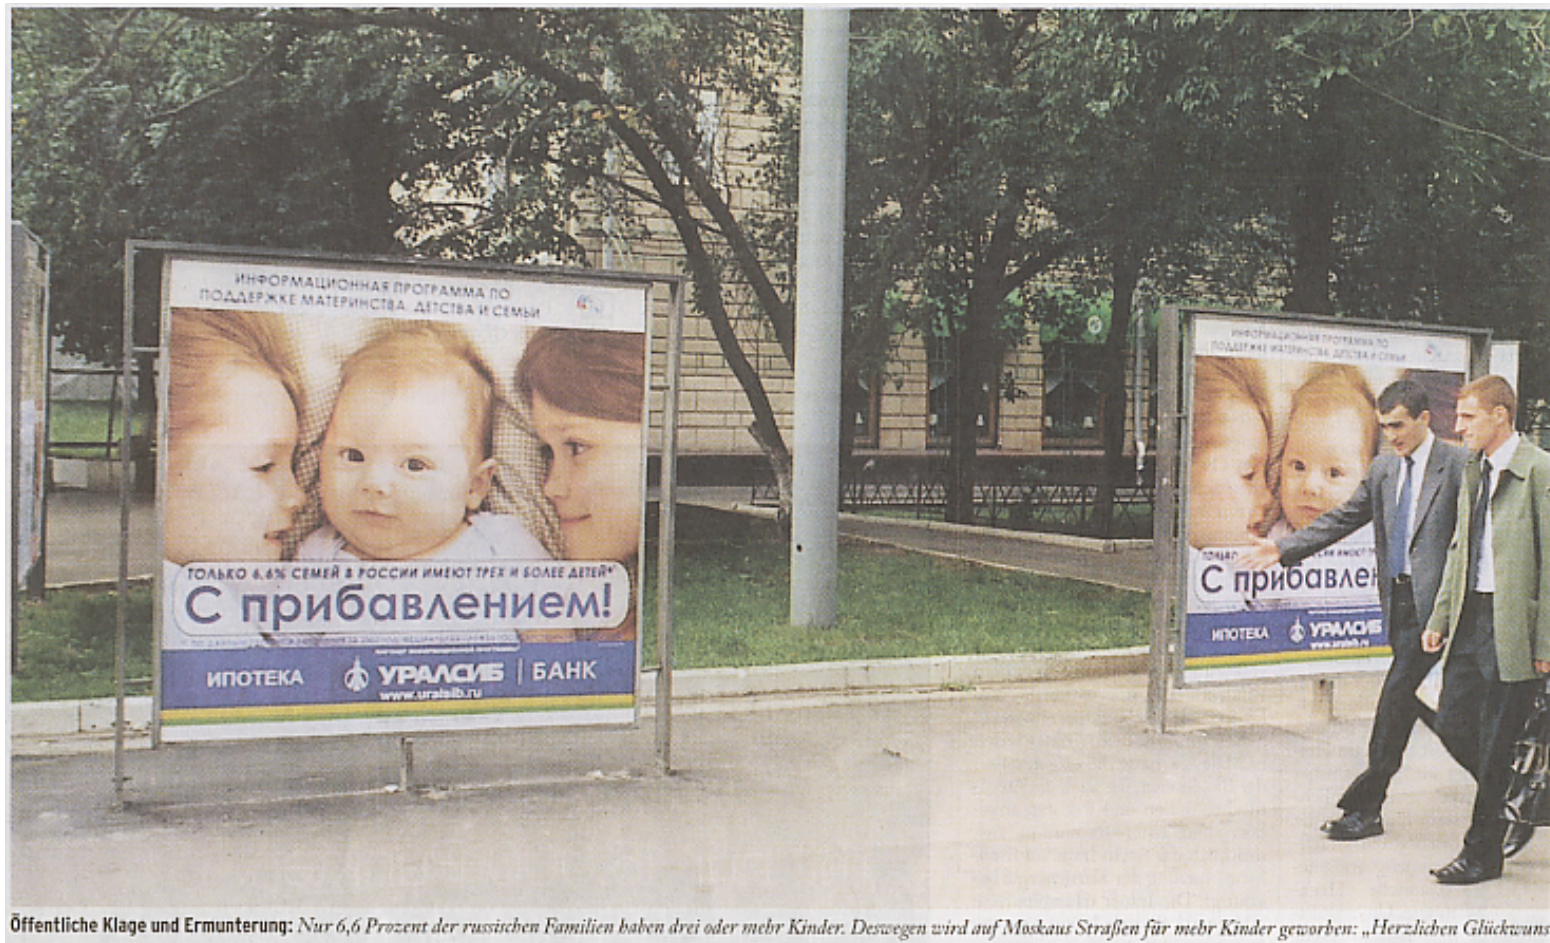 ИНФОРМАЦИОННАЯ ПРОГРАММА ПО
ПОДДЕРЖКЕ МАТЕРИНСТВА, ДЕТСТВА И СЕМЬИ
ТОЛЬКО 6,6% СЕМЕЙ В РОССИИ ИМЕЮТ ТРЕХ И БОЛЕЕ ДЕТЕЙ*
С прибавлением!
ИПОТЕКА УРАЛСИБ | БАНК
www.uralsib.ru
ИНФОРМАЦИОННАЯ ПРОГРАММА ПО
ПОДДЕРЖКЕ МАТЕРИНСТВА, ДЕТСТВА И СЕМЬИ
С прибавлен
ИПОТЕКА УРАЛСИБ
www.uralsib.ru
Öffentliche Klage und Ermunterung: Nur 6,6 Prozent der russischen Familien haben drei oder mehr Kinder. Deswegen wird auf Moskaus Straßen für mehr Kinder geworben: „Herzlichen Glückwuns